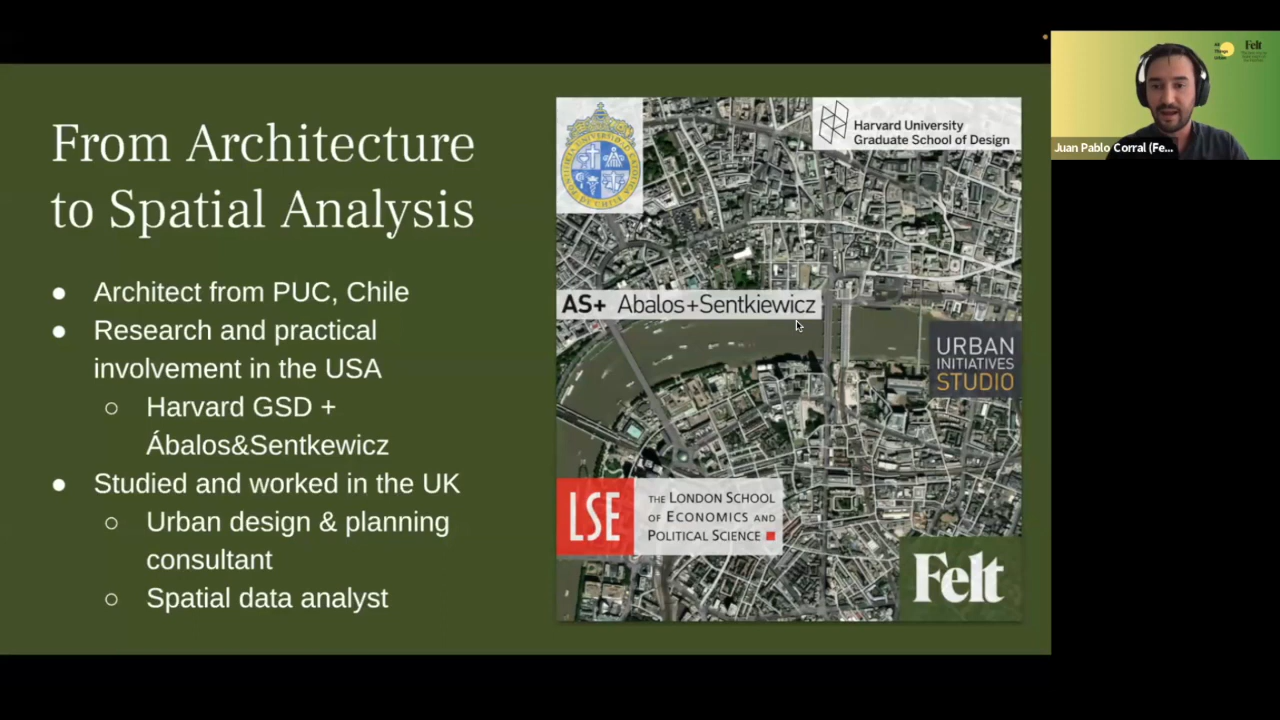 From Architecture
to Spatial Analysis
● Architect from PUC, Chile
● Research and practical
involvement in the USA
○ Harvard GSD +
Ábalos&Sentkewicz
● Studied and worked in the UK
○ Urban design & planning
consultant
○ Spatial data analyst
Harvard University
Graduate School of Design
AS+ Ábalos+Sentkiewicz
URBAN
INITIATIVES
STUDIO
LSE
THE LONDON SCHOOL
OF ECONOMICS AND
POLITICAL SCIENCE
Felt
Felt
Juan Pablo Corral (Fe...